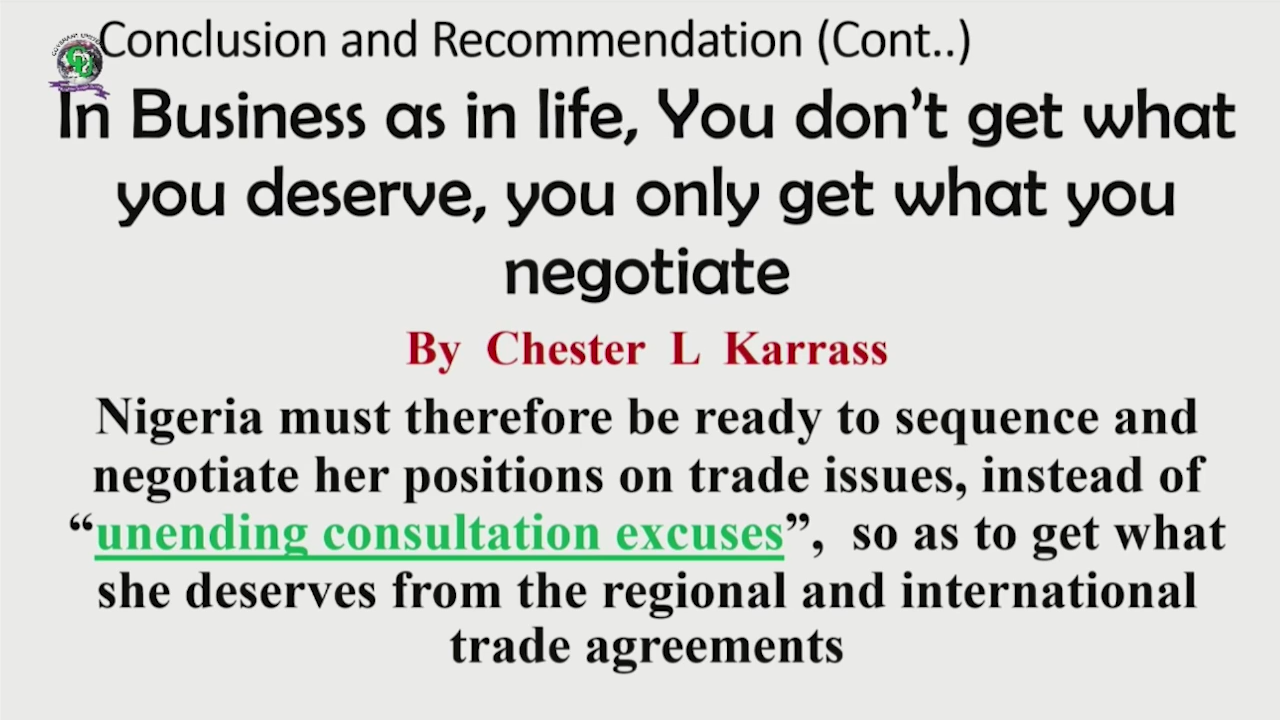 Conclusion and Recommendation (Cont..)
In Business as in life, You don’t get what
you deserve, you only get what you
negotiate
By Chester L Karrass
Nigeria must therefore be ready to sequence and
negotiate her positions on trade issues, instead of
“unending consultation excuses”, so as to get what
she deserves from the regional and international
trade agreements